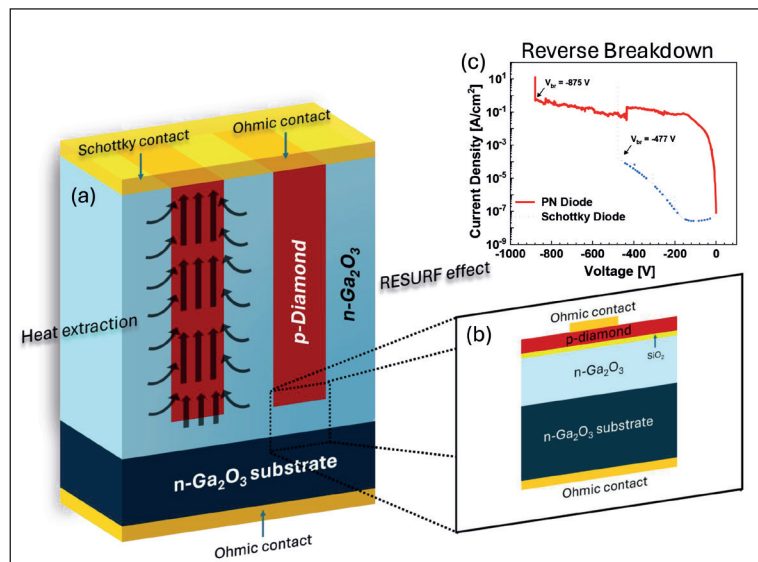 Reverse Breakdown
(c)
V_br = -875 V
V_br = -477 V
PN Diode
Schottky Diode
Current Density [A/cm²]
10¹
10⁻¹
10⁻³
10⁻⁵
10⁻⁷
10⁻⁹
-1000 -800 -600 -400 -200 0
Voltage [V]
Schottky contact
Ohmic contact
(a)
Heat extraction
p-Diamond
n-Ga₂O₃
RESURF effect
n-Ga₂O₃ substrate
Ohmic contact
(b)
Ohmic contact
p-diamond
SiO₂
n-Ga₂O₃
n-Ga₂O₃ substrate
Ohmic contact